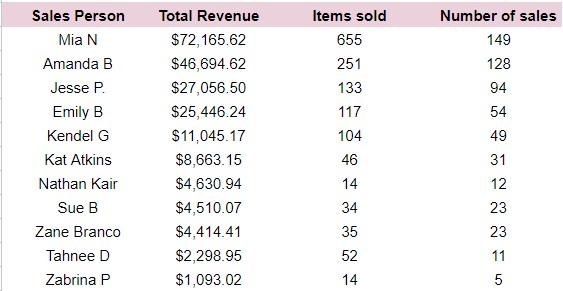 Sales Person Total Revenue Items sold Number of sales
Mia N $72,165.62 655 149
Amanda B $46,694.62 251 128
Jesse P. $27,056.50 133 94
Emily B $25,446.24 117 54
Kendel G $11,045.17 104 49
Kat Atkins $8,663.15 46 31
Nathan Kair $4,630.94 14 12
Sue B $4,510.07 34 23
Zane Branco $4,414.41 35 23
Tahnee D $2,298.95 52 11
Zabrina P $1,093.02 14 5